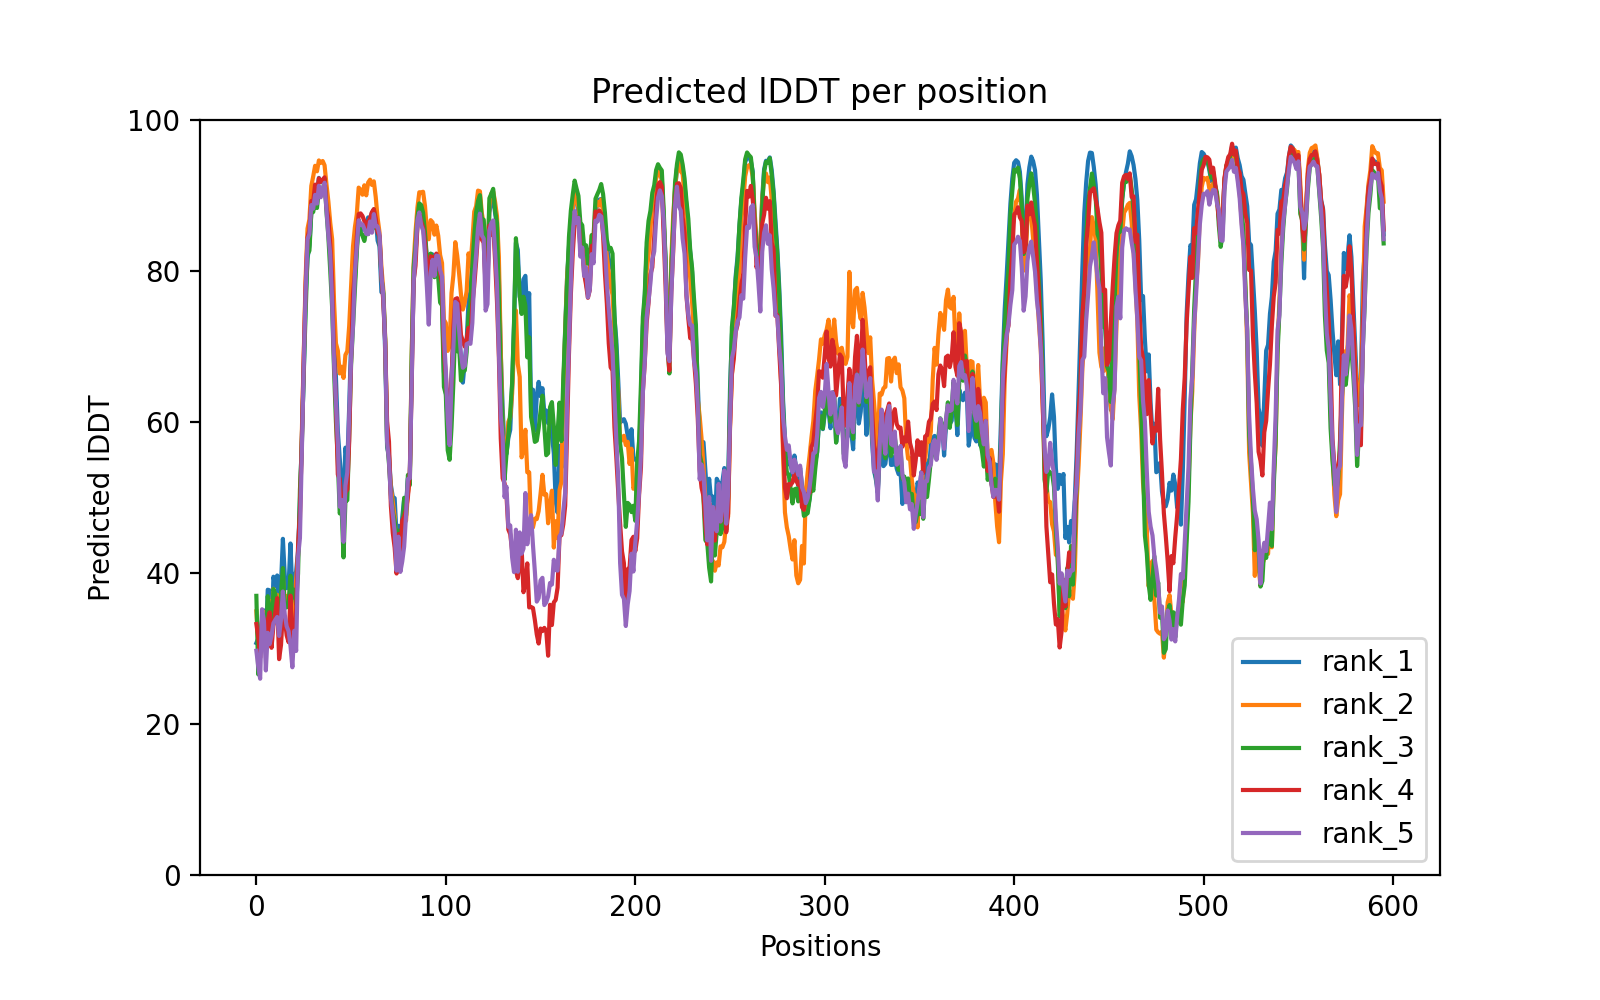 Predicted lDDT per position
100
80
60
40
20
0
Predicted lDDT
0 100 200 300 400 500 600
Positions
rank_1
rank_2
rank_3
rank_4
rank_5